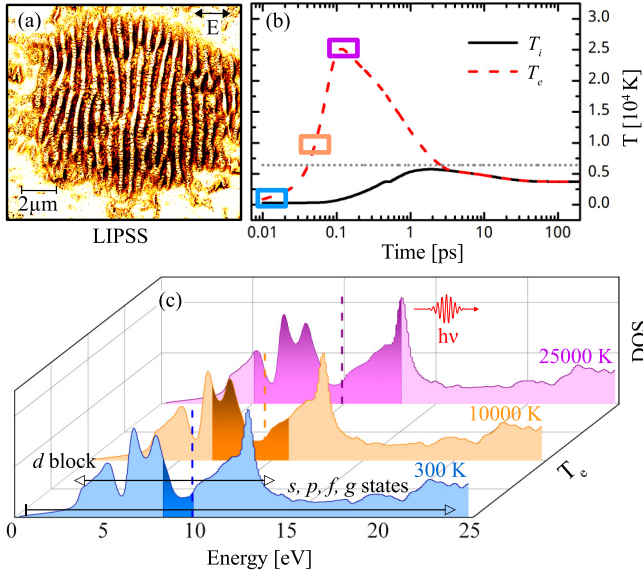 (a)
E
2μm
LIPSS
(b)
T_i
T_e
T [10^4 K]
3.0
2.5
2.0
1.5
1.0
0.5
0.0
0.01 0.1 1 10 100
Time [ps]
(c)
hν
25000 K
10000 K
300 K
DOS
T_e
d block
s, p, f, g states
0 5 10 15 20 25
Energy [eV]